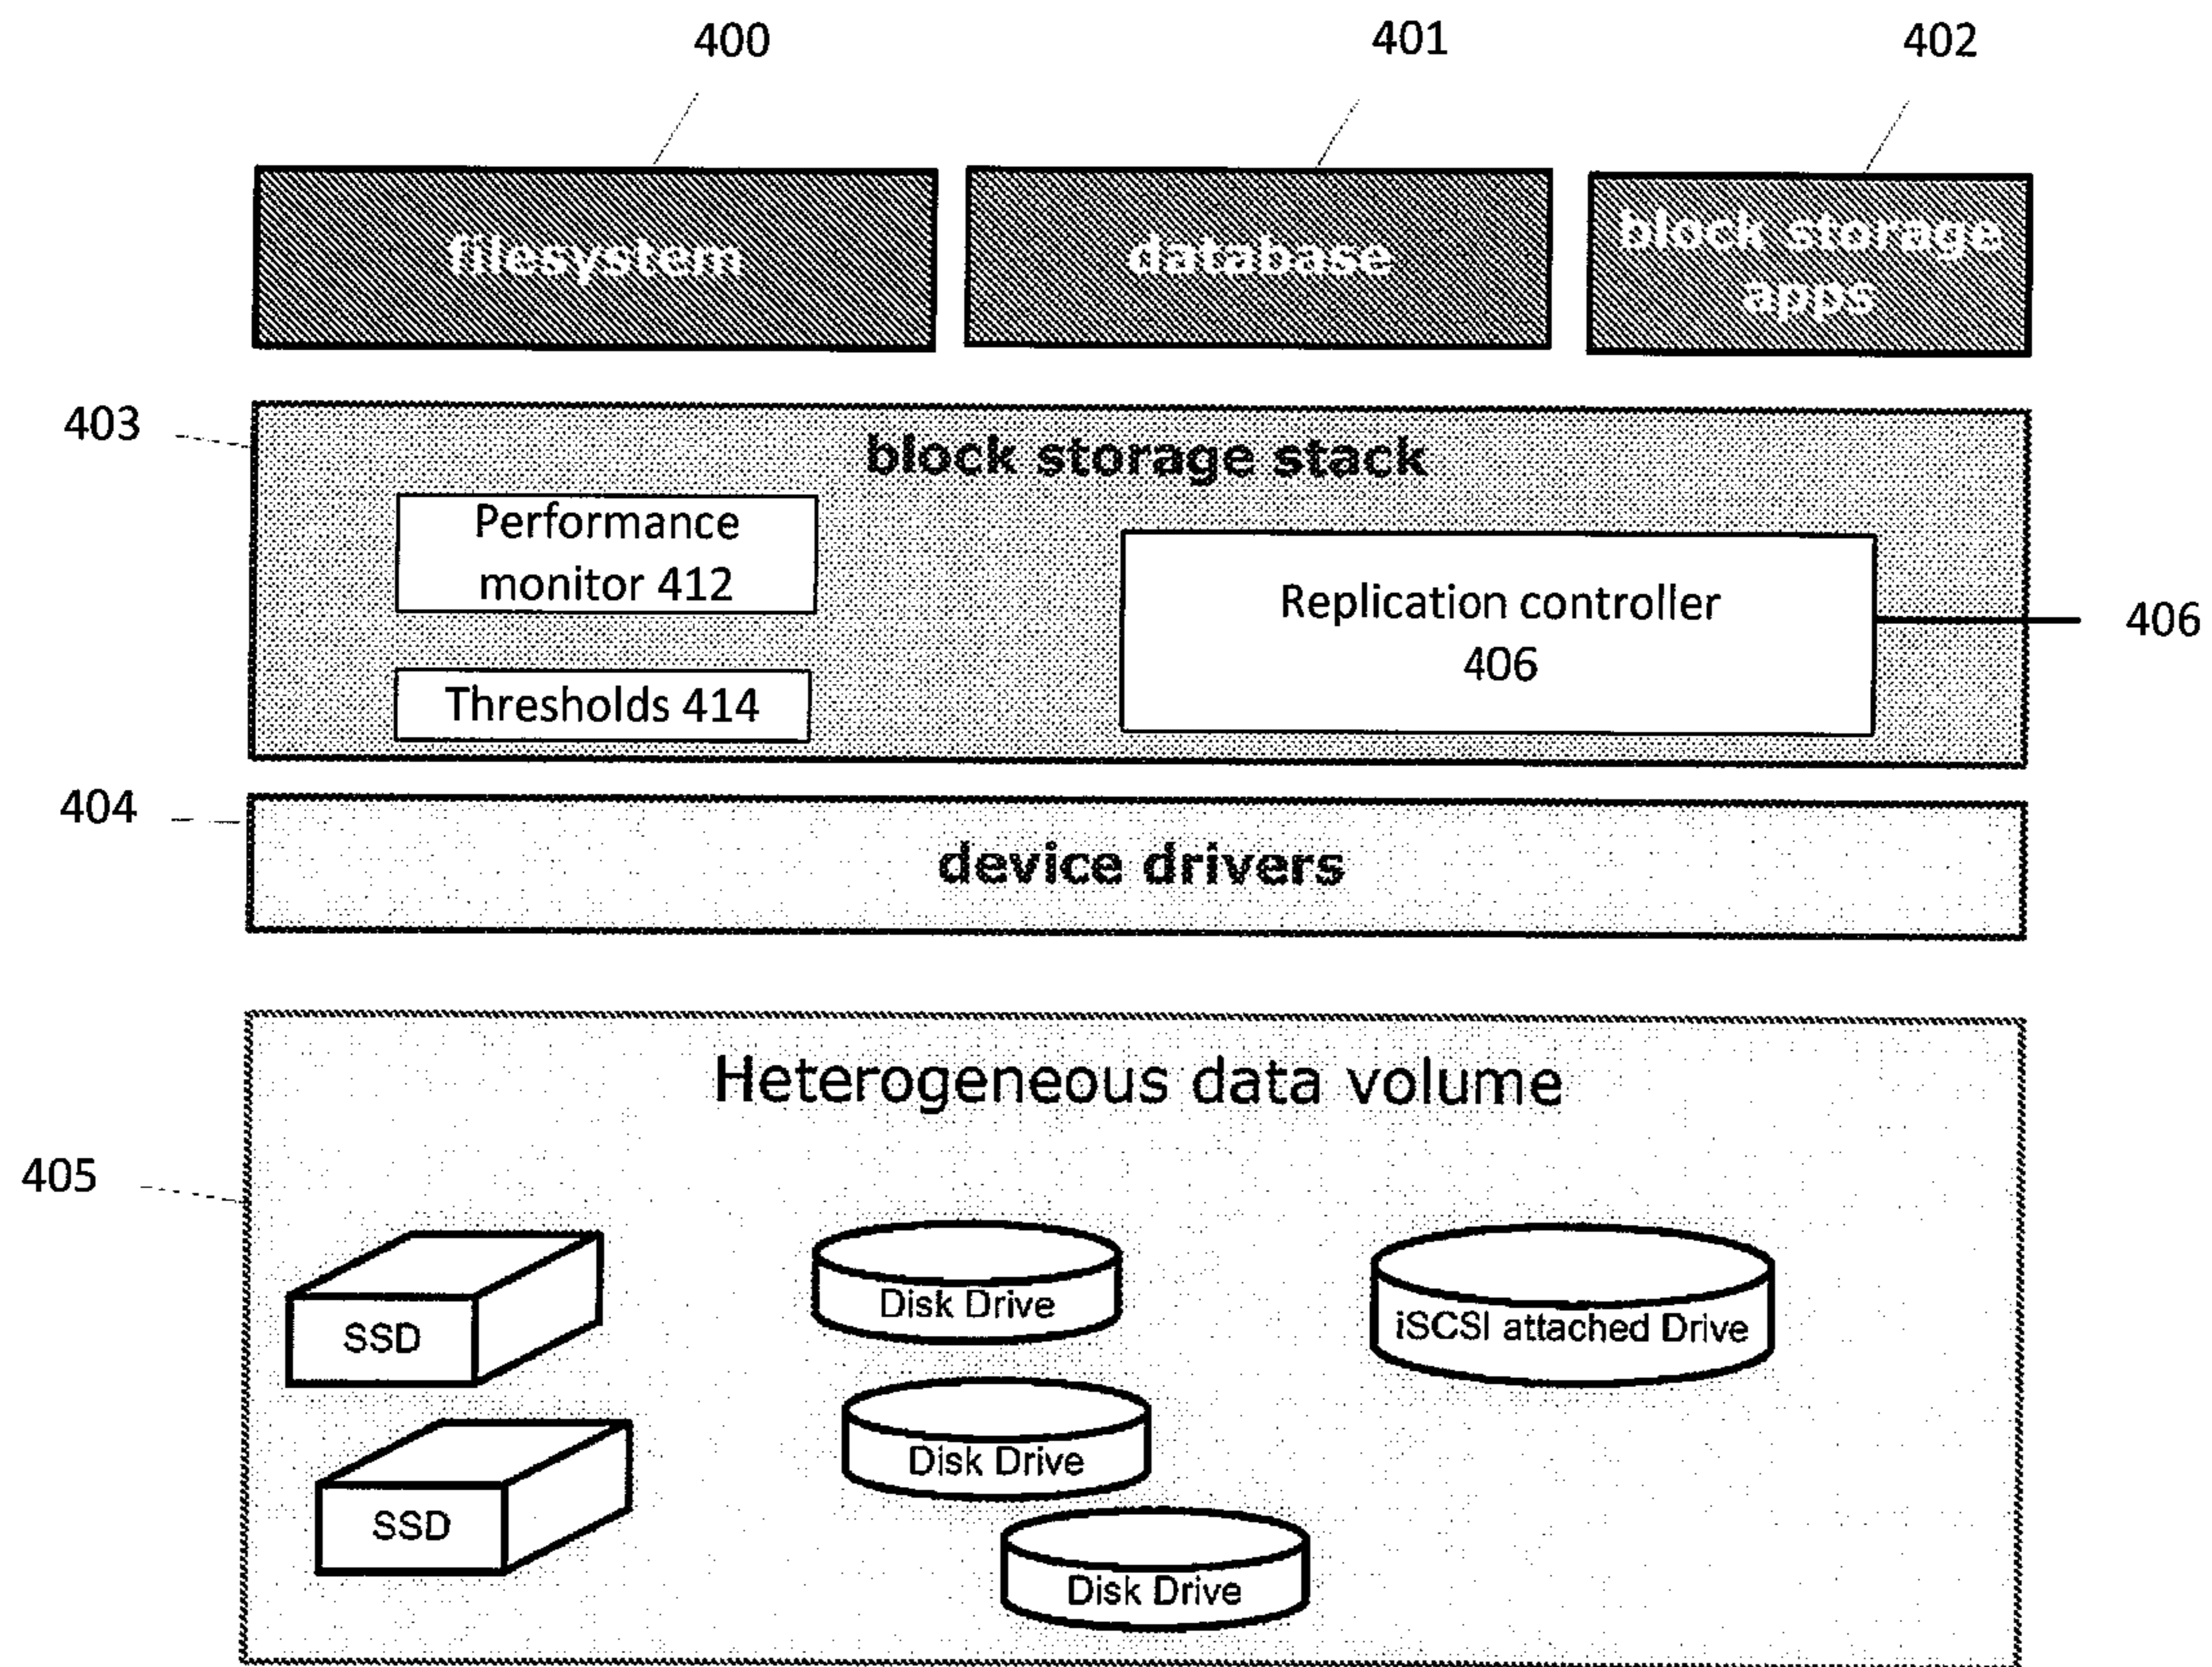 400
401
402
filesystem
database
block storage
apps
403
block storage stack
Performance
monitor 412
Replication controller
406
406
Thresholds 414
404
device drivers
Heterogeneous data volume
405
Disk Drive
iSCSI attached Drive
SSD
Disk Drive
SSD
Disk Drive